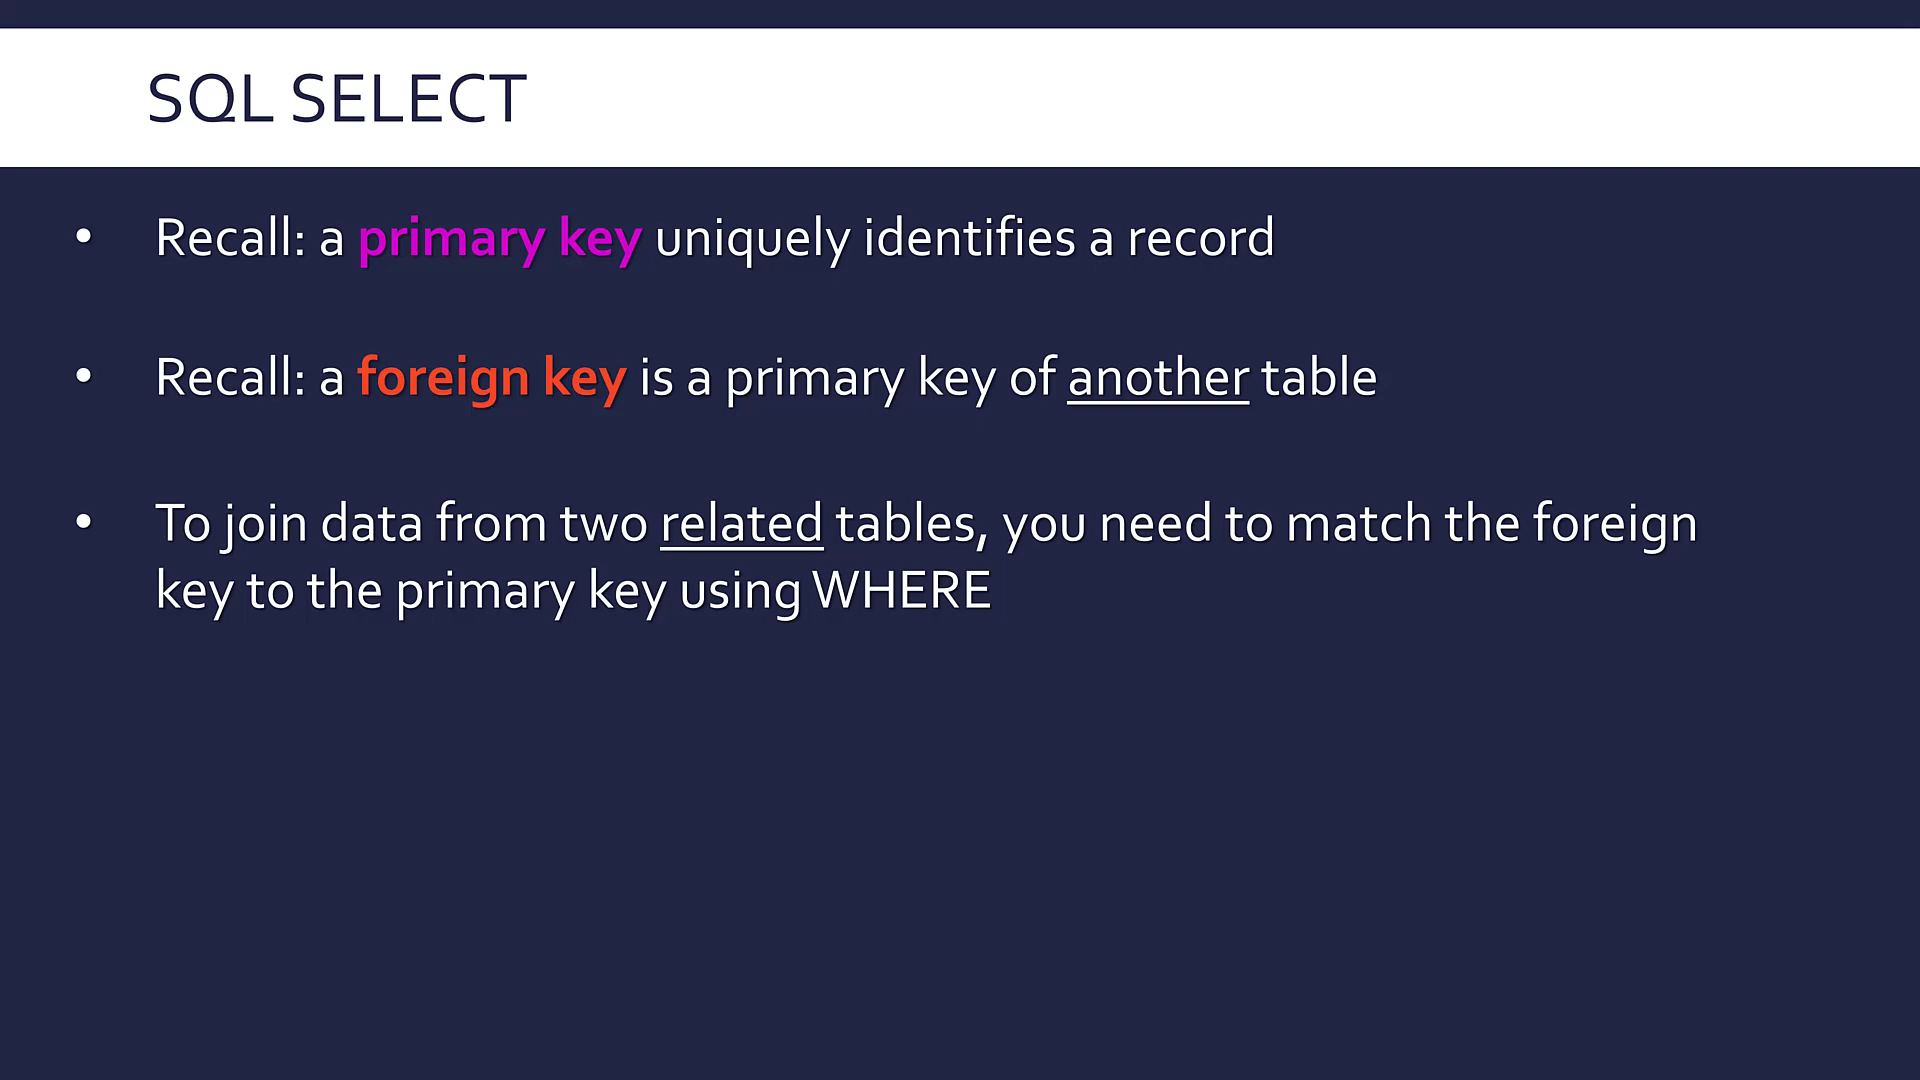 SQL SELECT
• Recall: a primary key uniquely identifies a record
• Recall: a foreign key is a primary key of another table
• To join data from two related tables, you need to match the foreign
key to the primary key using WHERE